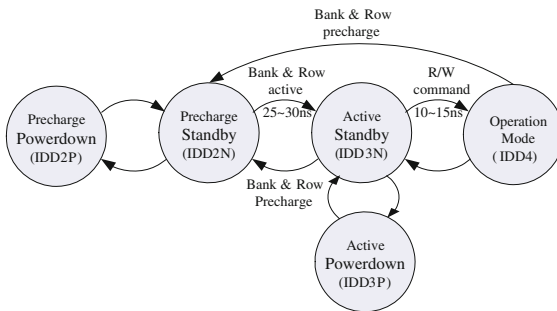 Bank & Row
precharge
Bank & Row
active
25~30ns
R/W
command
10~15ns
Precharge
Powerdown
(IDD2P)
Precharge
Standby
(IDD2N)
Active
Standby
(IDD3N)
Operation
Mode
( IDD4)
Bank & Row
Precharge
Active
Powerdown
(IDD3P)